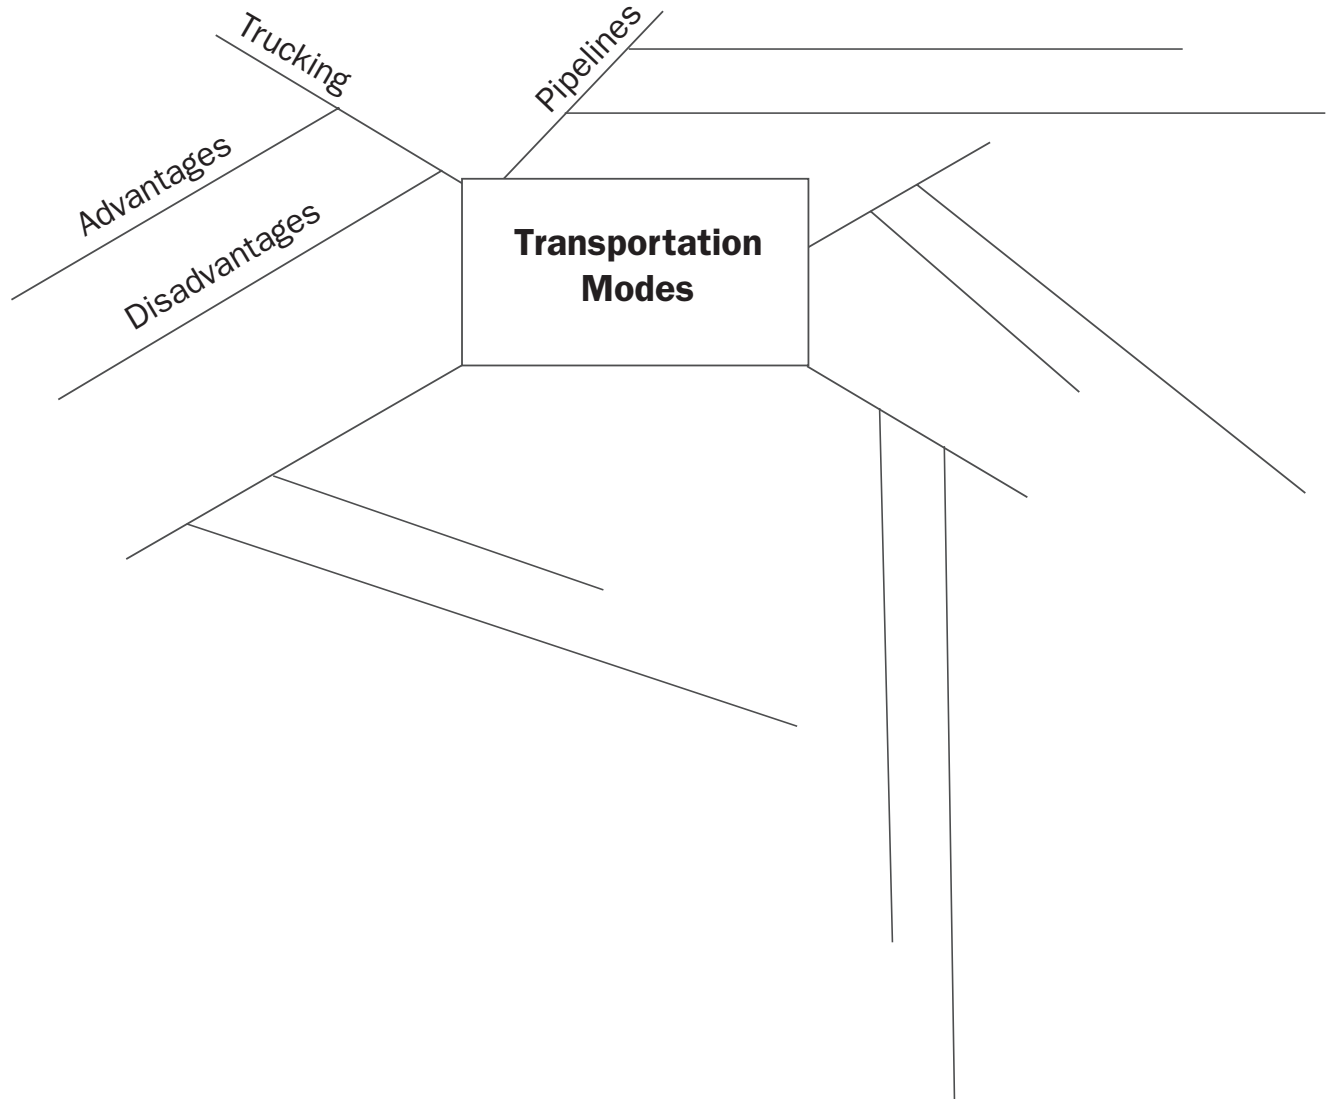 Trucking
Pipelines
Advantages
Disadvantages
Transportation
Modes